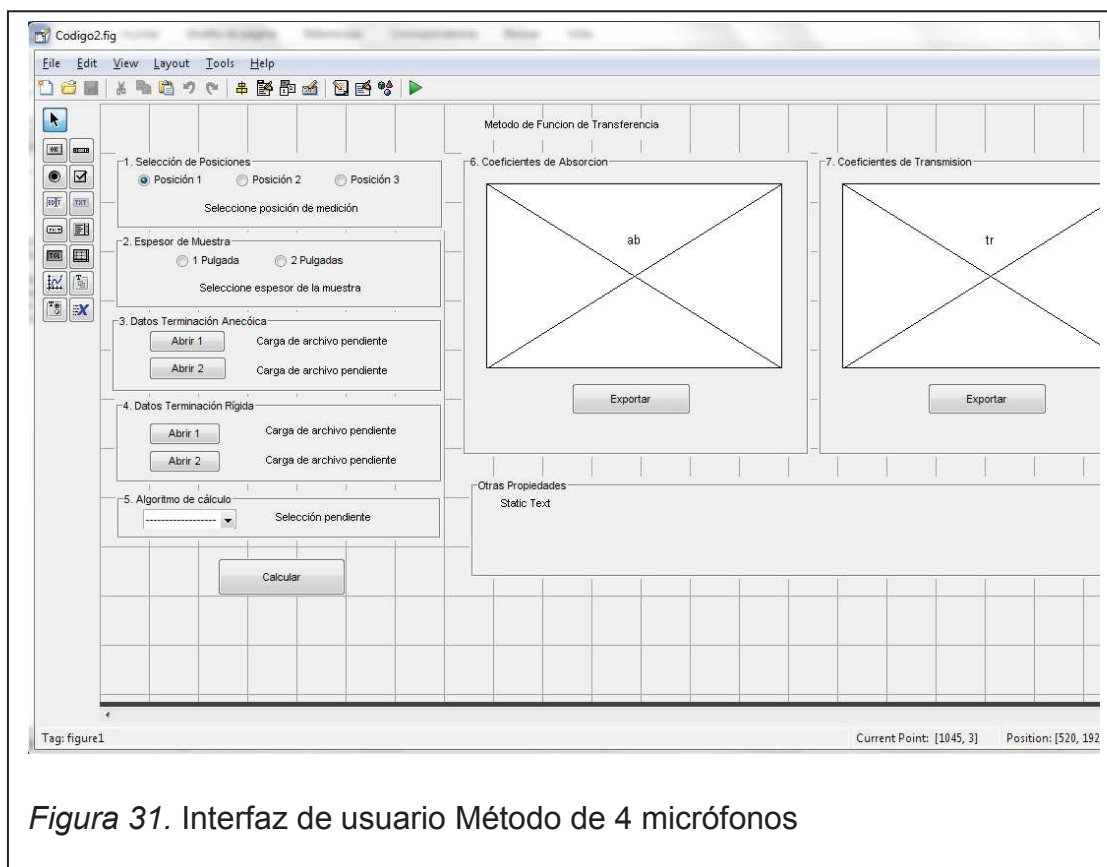 Codigo2.fig
File Edit View Layout Tools Help
Metodo de Funcion de Transferencia
1. Selección de Posiciones
Posición 1 Posición 2 Posición 3
Seleccione posición de medición
2. Espesor de Muestra
1 Pulgada 2 Pulgadas
Seleccione espesor de la muestra
3. Datos Terminación Anecóica
Abrir 1 Carga de archivo pendiente
Abrir 2 Carga de archivo pendiente
4. Datos Terminación Rígida
Abrir 1 Carga de archivo pendiente
Abrir 2 Carga de archivo pendiente
5. Algoritmo de cálculo
------------------ Selección pendiente
Calcular
6. Coeficientes de Absorcion
ab
Exportar
7. Coeficientes de Transmision
tr
Exportar
Otras Propiedades
Static Text
Tag: figure1 Current Point: [1045, 3] Position: [520, 192
Figura 31. Interfaz de usuario Método de 4 micrófonos